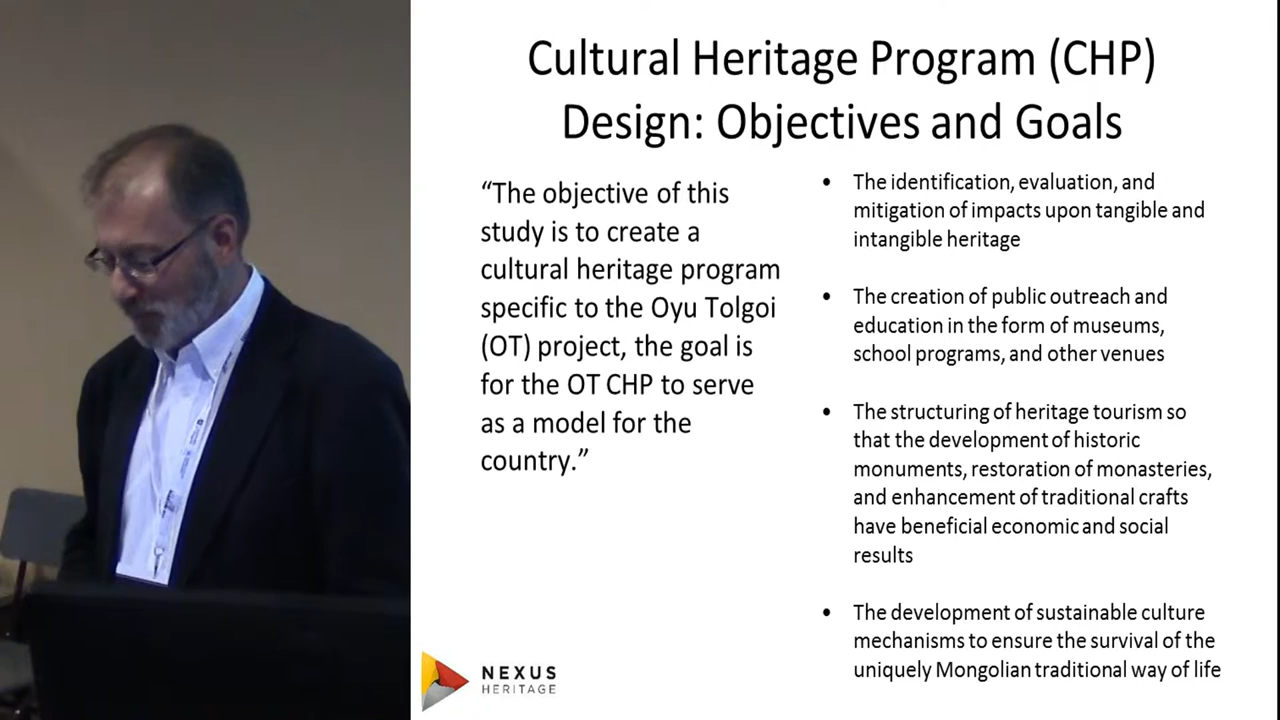 Cultural Heritage Program (CHP)
Design: Objectives and Goals
“The objective of this
study is to create a
cultural heritage program
specific to the Oyu Tolgoi
(OT) project, the goal is
for the OT CHP to serve
as a model for the
country.”
• The identification, evaluation, and
mitigation of impacts upon tangible and
intangible heritage
• The creation of public outreach and
education in the form of museums,
school programs, and other venues
• The structuring of heritage tourism so
that the development of historic
monuments, restoration of monasteries,
and enhancement of traditional crafts
have beneficial economic and social
results
• The development of sustainable culture
mechanisms to ensure the survival of the
uniquely Mongolian traditional way of life
NEXUS
HERITAGE